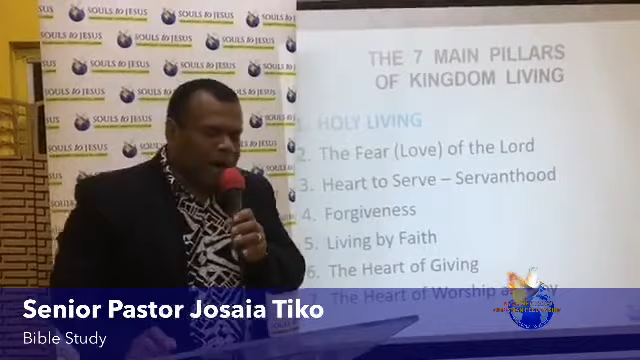 SOULS to JESUS
THE 7 MAIN PILLARS
OF KINGDOM LIVING
1. HOLY LIVING
2. The Fear (Love) of the Lord
3. Heart to Serve – Servanthood
4. Forgiveness
5. Living by Faith
6. The Heart of Giving
7. The Heart of Worship
Senior Pastor Josaia Tiko
Bible Study